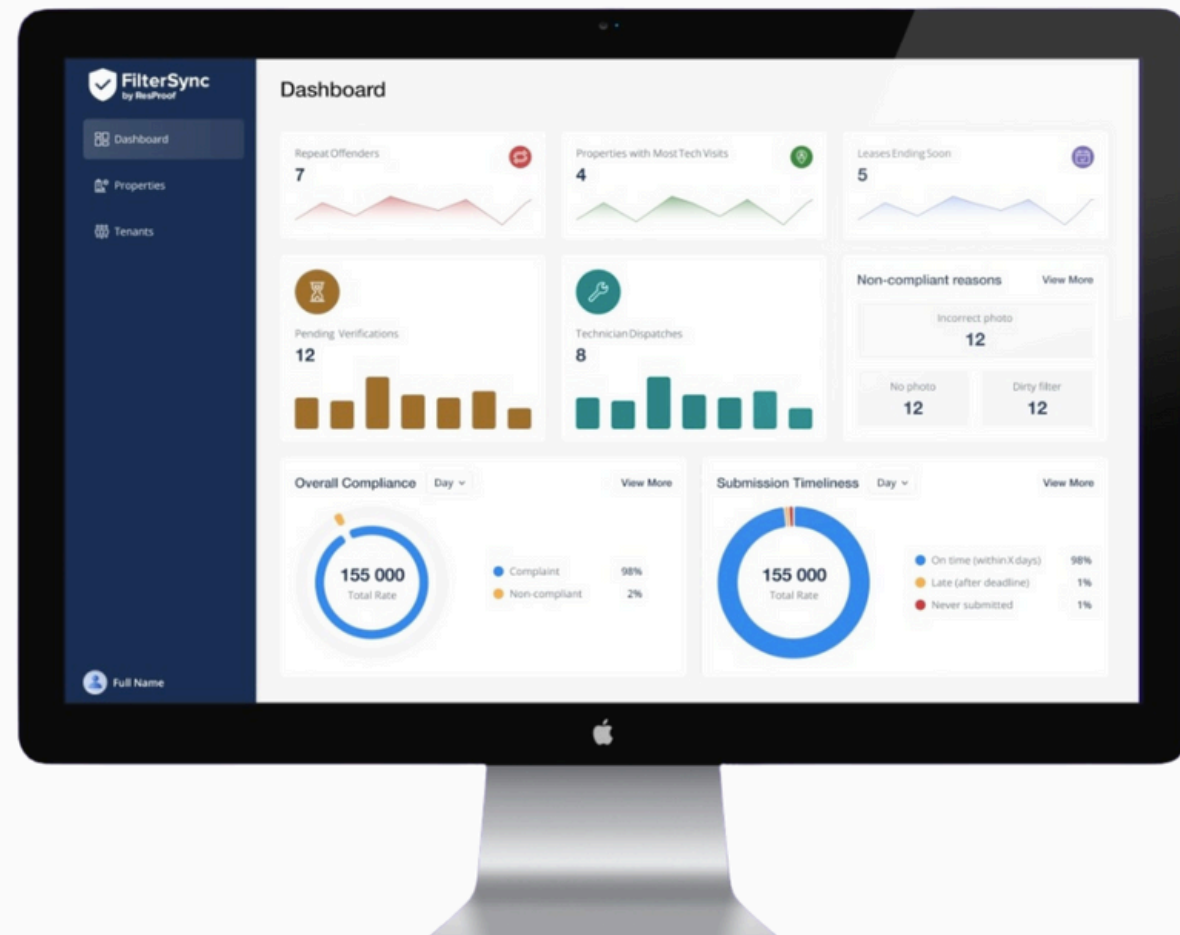 FilterSync
by ResProof
Dashboard
Properties
Tenants
Full Name
Dashboard
Repeat Offenders
7
Properties with Most Tech Visits
4
Leases Ending Soon
5
Pending Verifications
12
Technician Dispatches
8
Non-compliant reasons View More
Incorrect photo
12
No photo
12
Dirty filter
12
Overall Compliance Day View More
155 000
Total Rate
Complaint 98%
Non-compliant 2%
Submission Timeliness Day View More
155 000
Total Rate
On time (within X days) 98%
Late (after deadline) 1%
Never submitted 1%